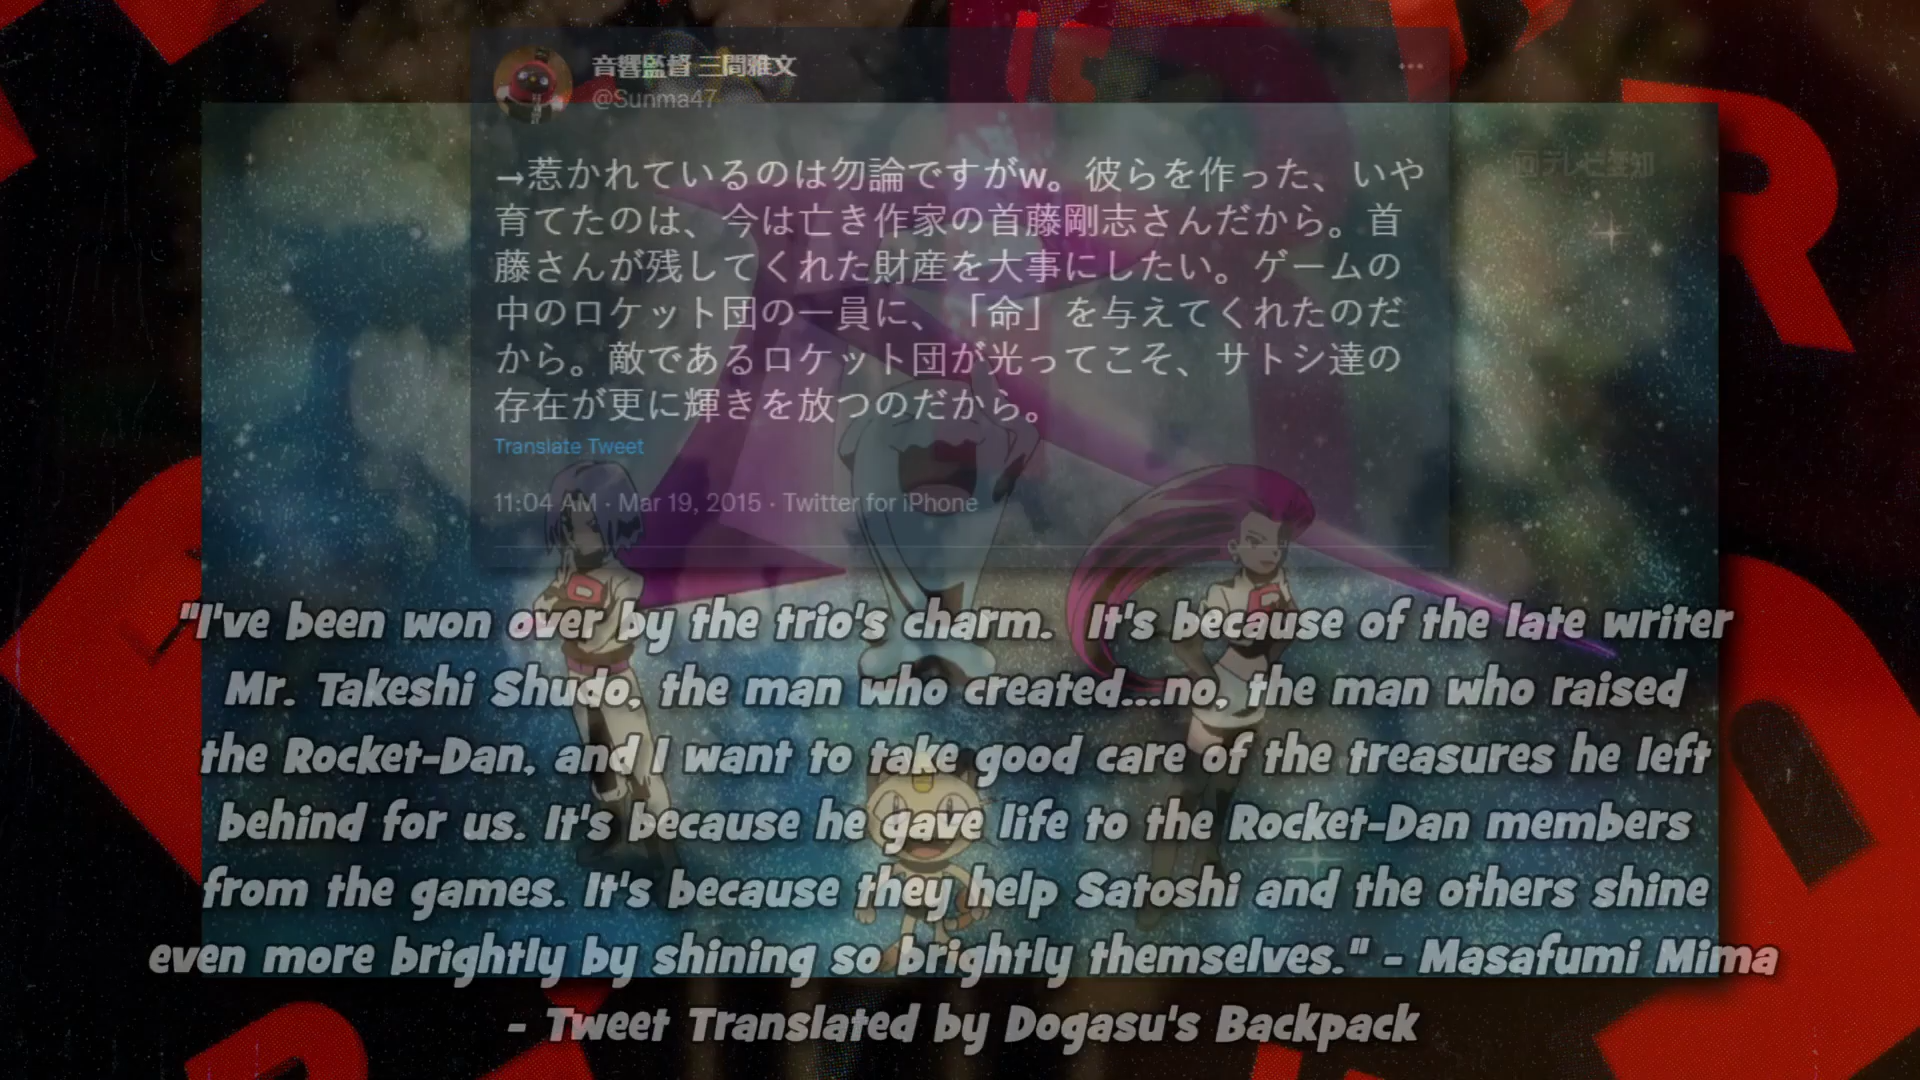 音響監督 三間雅文
@Sunma47
テレビ愛知
→惹かれているのは勿論ですがw。彼らを作った、いや
育てたのは、今は亡き作家の首藤剛志さんだから。首
藤さんが残してくれた財産を大事にしたい。ゲームの
中のロケット団の一員に、「命」を与えてくれたのだ
から。敵であるロケット団が光ってこそ、サトシ達の
存在が更に輝きを放つのだから。
Translate Tweet
11:04 AM · Mar 19, 2015 · Twitter for iPhone
"I've been won over by the trio's charm. It's because of the late writer
Mr. Takeshi Shudo, the man who created...no, the man who raised
the Rocket-Dan, and I want to take good care of the treasures he left
behind for us. It's because he gave life to the Rocket-Dan members
from the games. It's because they help Satoshi and the others shine
even more brightly by shining so brightly themselves." - Masafumi Mima
- Tweet Translated by Dogasu's Backpack